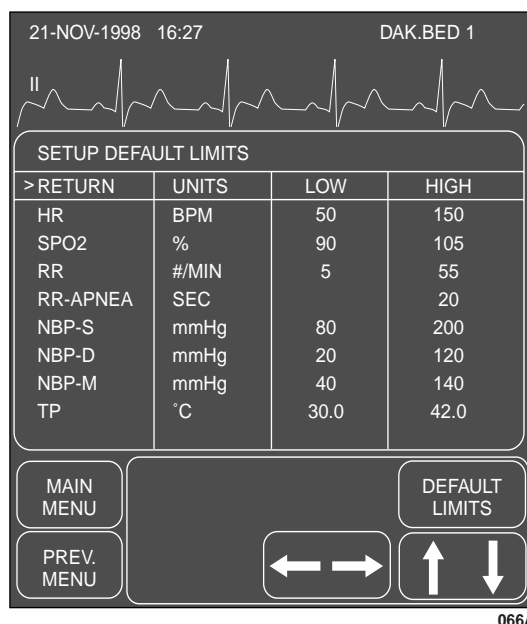 21-NOV-1998 16:27 DAK.BED 1
II
SETUP DEFAULT LIMITS
>RETURN UNITS LOW HIGH
HR BPM 50 150
SPO2 % 90 105
RR #/MIN 5 55
RR-APNEA SEC 20
NBP-S mmHg 80 200
NBP-D mmHg 20 120
NBP-M mmHg 40 140
TP ˚C 30.0 42.0
MAIN
MENU
DEFAULT
LIMITS
PREV.
MENU